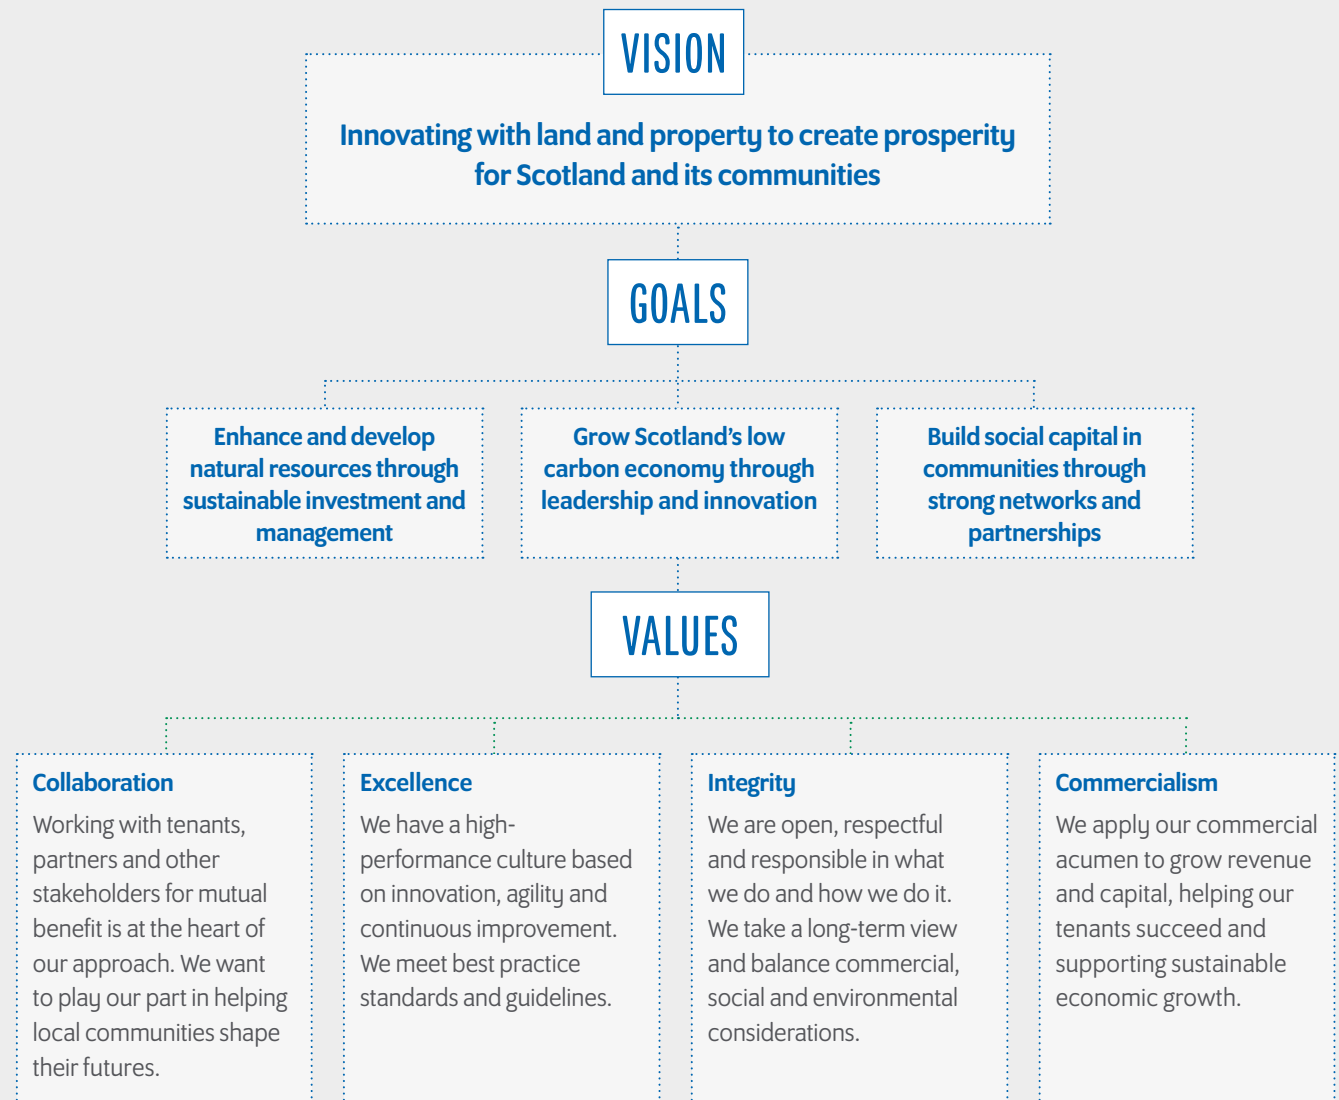 VISION
Innovating with land and property to create prosperity
for Scotland and its communities
GOALS
Enhance and develop
natural resources through
sustainable investment and
management
Grow Scotland’s low
carbon economy through
leadership and innovation
Build social capital in
communities through
strong networks and
partnerships
VALUES
Collaboration
Working with tenants,
partners and other
stakeholders for mutual
benefit is at the heart of
our approach. We want
to play our part in helping
local communities shape
their futures.
Excellence
We have a high-
performance culture based
on innovation, agility and
continuous improvement.
We meet best practice
standards and guidelines.
Integrity
We are open, respectful
and responsible in what
we do and how we do it.
We take a long-term view
and balance commercial,
social and environmental
considerations.
Commercialism
We apply our commercial
acumen to grow revenue
and capital, helping our
tenants succeed and
supporting sustainable
economic growth.